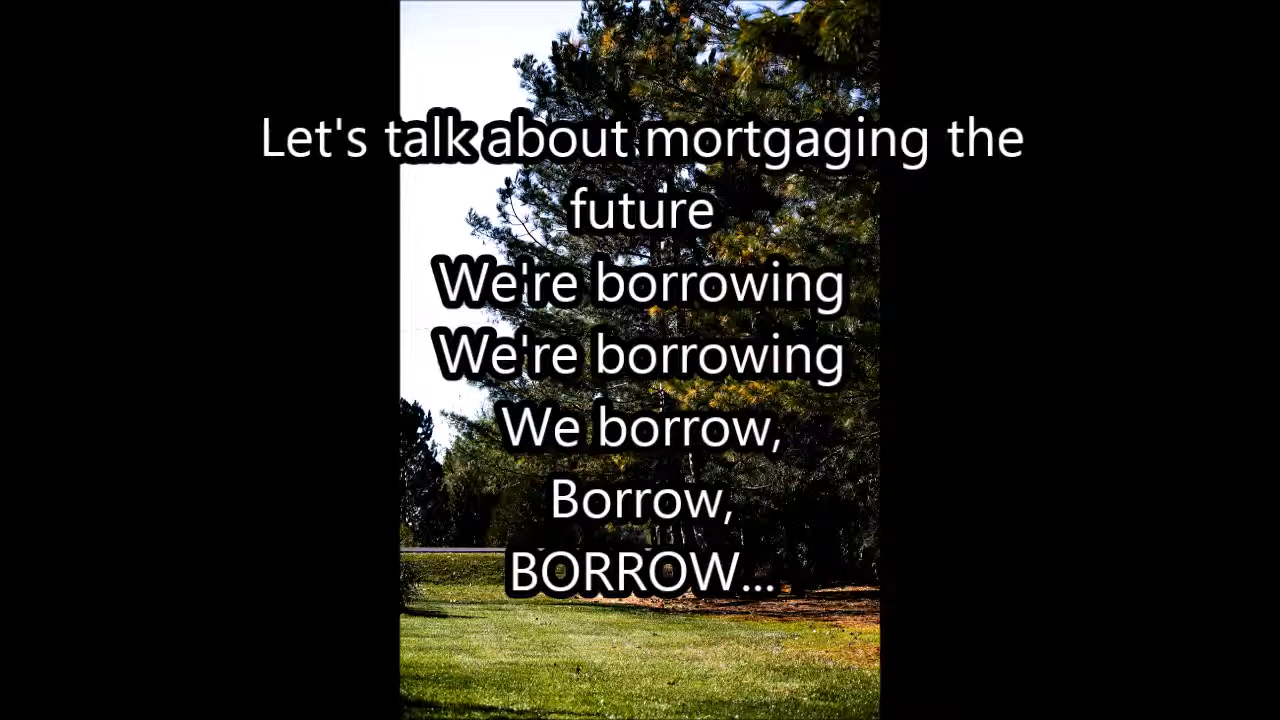 Let's talk about mortgaging the
future
We're borrowing
We're borrowing
We borrow,
Borrow,
BORROW...